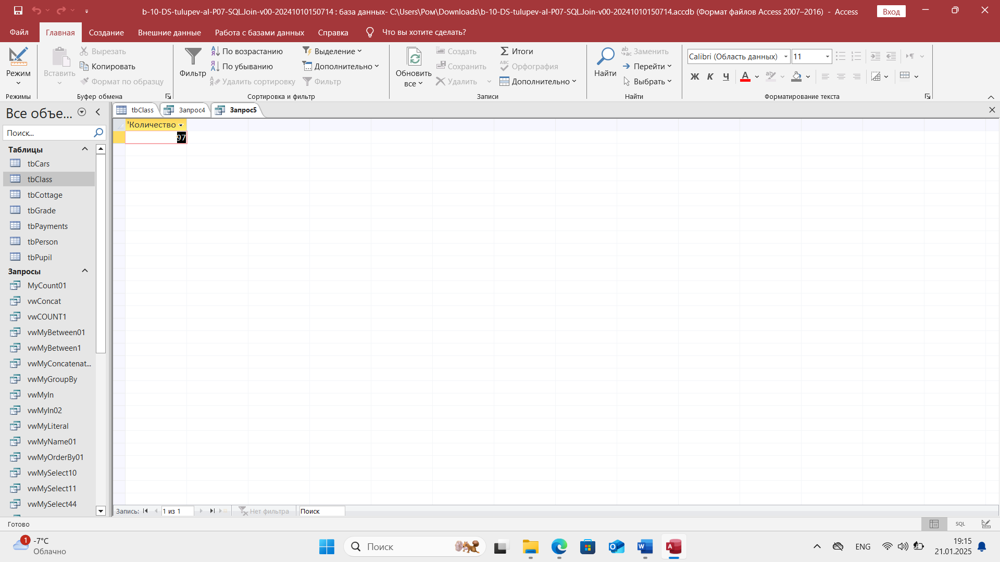 b-10-DS-tulupev-al-P07-SQLJoin-v00-20241010150714 : база данных- C:\Users\Ром\Downloads\b-10-DS-tulupev-al-P07-SQLJoin-v00-20241010150714.accdb (Формат файлов Access 2007–2016) - Access
Вход
Файл
Главная
Создание
Внешние данные
Работа с базами данных
Справка
Что вы хотите сделать?
Режим
Режимы
Вставить
Вырезать
Копировать
Формат по образцу
Буфер обмена
Фильтр
По возрастанию
По убыванию
Удалить сортировку
Выделение
Дополнительно
Фильтр
Сортировка и фильтр
Обновить
все
Создать
Сохранить
Удалить
Итоги
Орфография
Дополнительно
Записи
Найти
Заменить
Перейти
Выбрать
Найти
Calibri (Область данных)
11
Ж К Ч А
Форматирование текста
Все объе...
Поиск...
Таблицы
tbCars
tbClass
tbCottage
tbGrade
tbPayments
tbPerson
tbPupil
Запросы
MyCount01
vwConcat
vwCOUNT1
vwMyBetween01
vwMyBetween1
vwMyConcatenat...
vwMyGroupBy
vwMyIn
vwMyIn02
vwMyLiteral
vwMyName01
vwMyOrderBy01
vwMySelect10
vwMySelect11
vwMySelect44
tbClass
Запрос4
Запрос5
'Количество
97
Запись:
1 из 1
Нет фильтра
Поиск
Готово
SQL
1
-7°C
Облачно
Поиск
ENG
19:15
21.01.2025